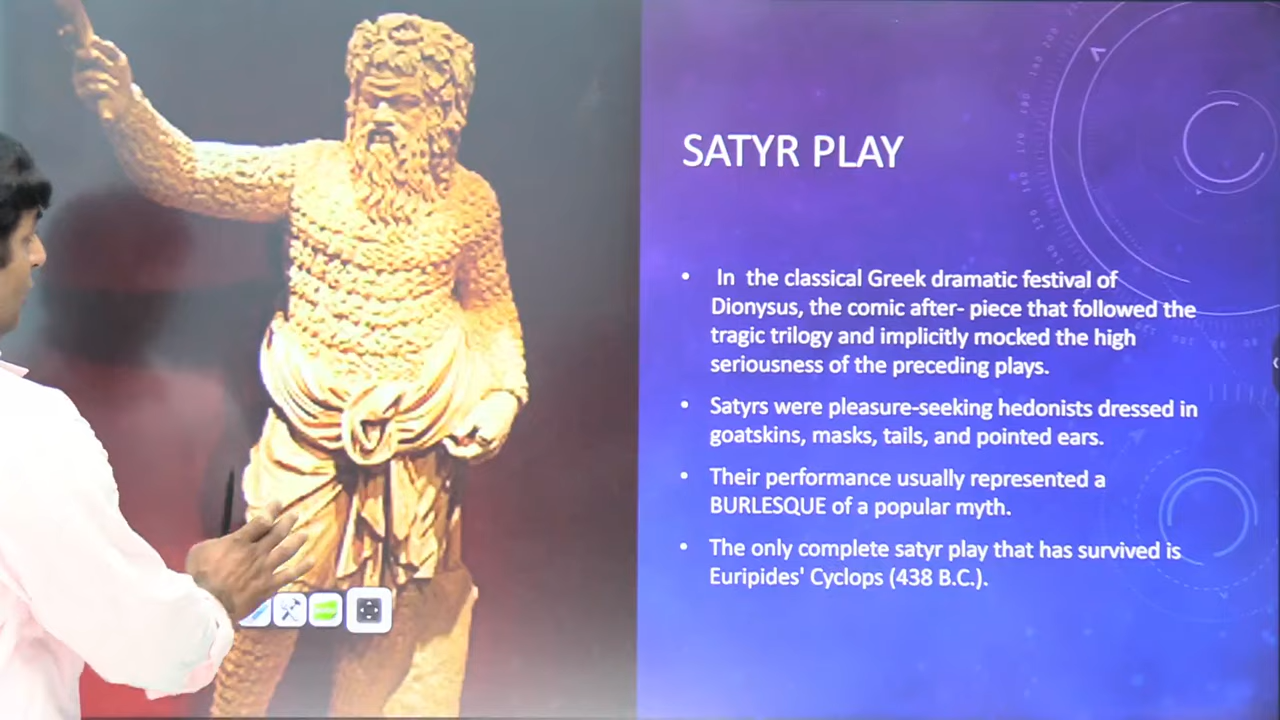 SATYR PLAY
• In the classical Greek dramatic festival of
Dionysus, the comic after- piece that followed the
tragic trilogy and implicitly mocked the high
seriousness of the preceding plays.
• Satyrs were pleasure-seeking hedonists dressed in
goatskins, masks, tails, and pointed ears.
• Their performance usually represented a
BURLESQUE of a popular myth.
• The only complete satyr play that has survived is
Euripides' Cyclops (438 B.C.).